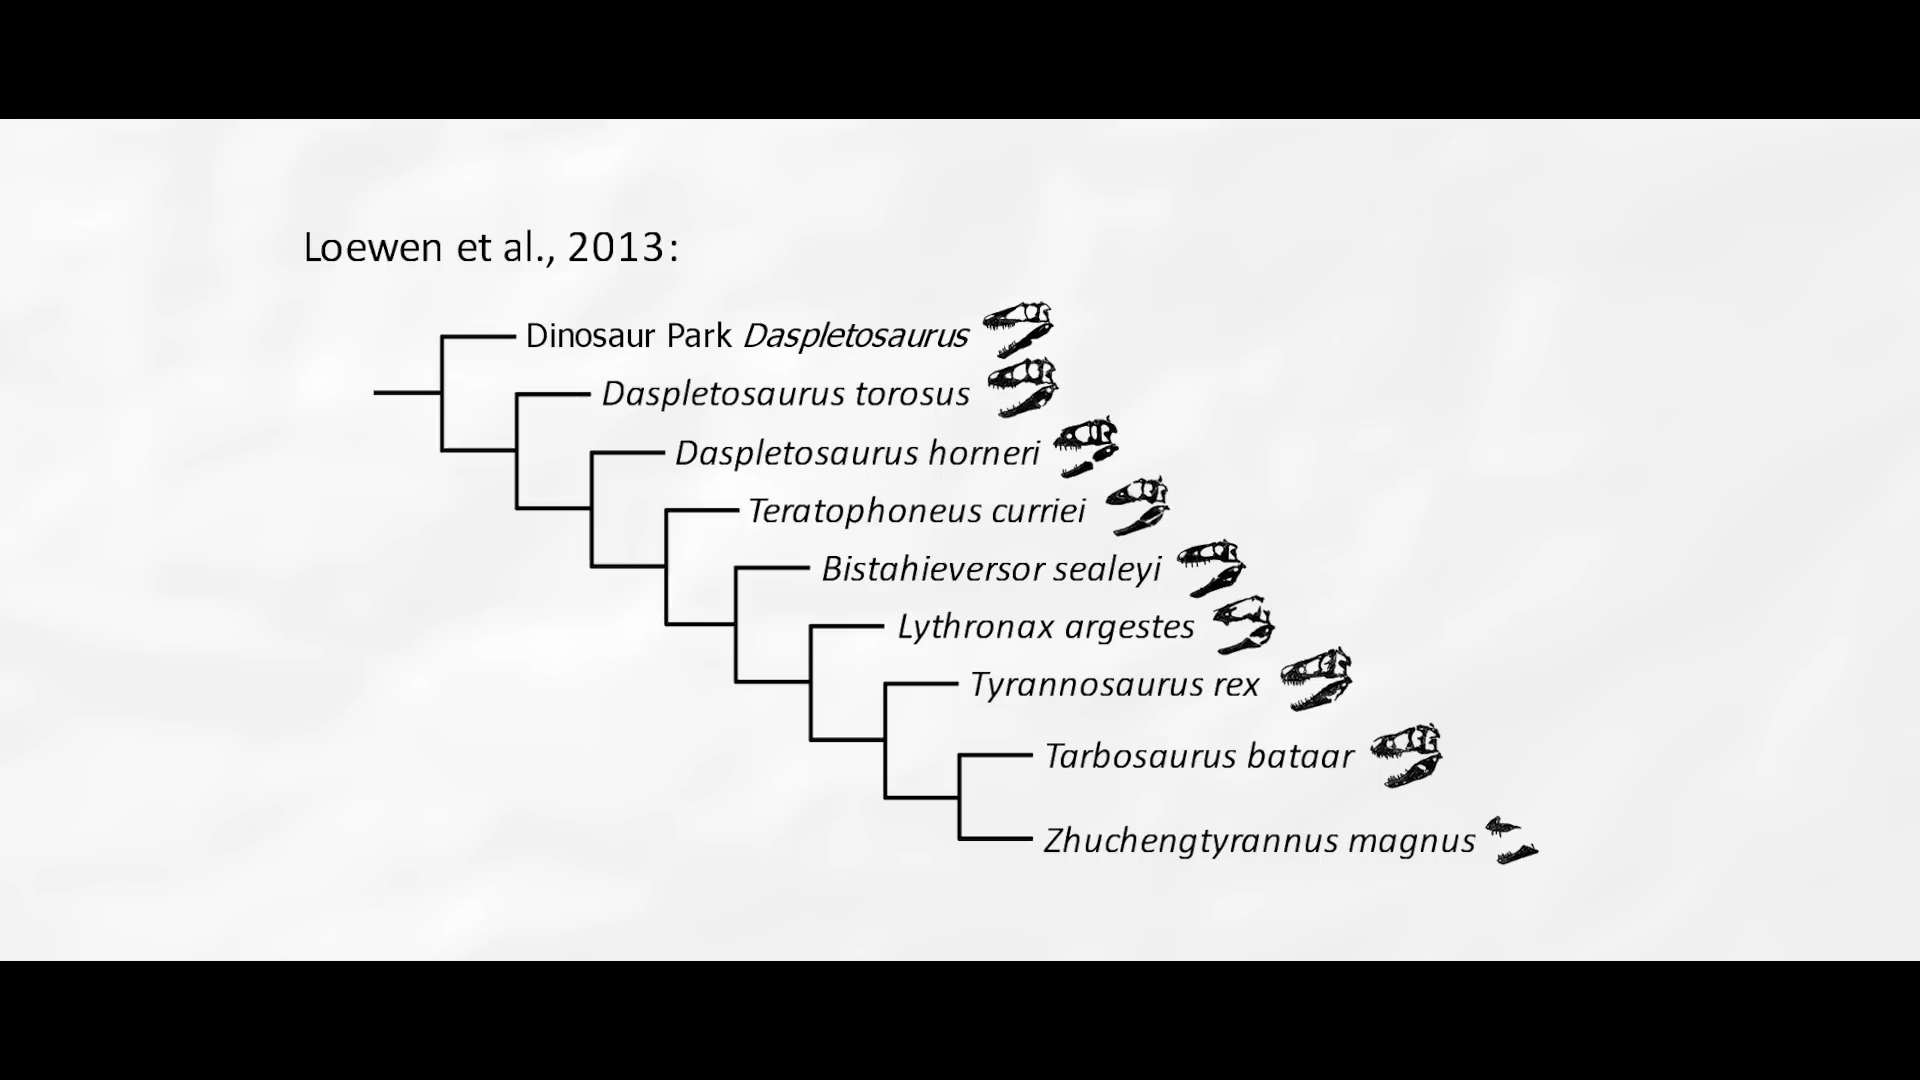 Loewen et al., 2013:
Dinosaur Park Daspletosaurus
Daspletosaurus torosus
Daspletosaurus horneri
Teratophoneus curriei
Bistahieversor sealeyi
Lythronax argestes
Tyrannosaurus rex
Tarbosaurus bataar
Zhuchengtyrannus magnus